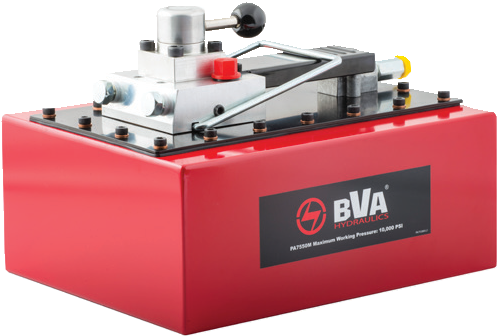 BVA
HYDRAULICS
PA7550M Maximum Working Pressure: 10,000 PSI